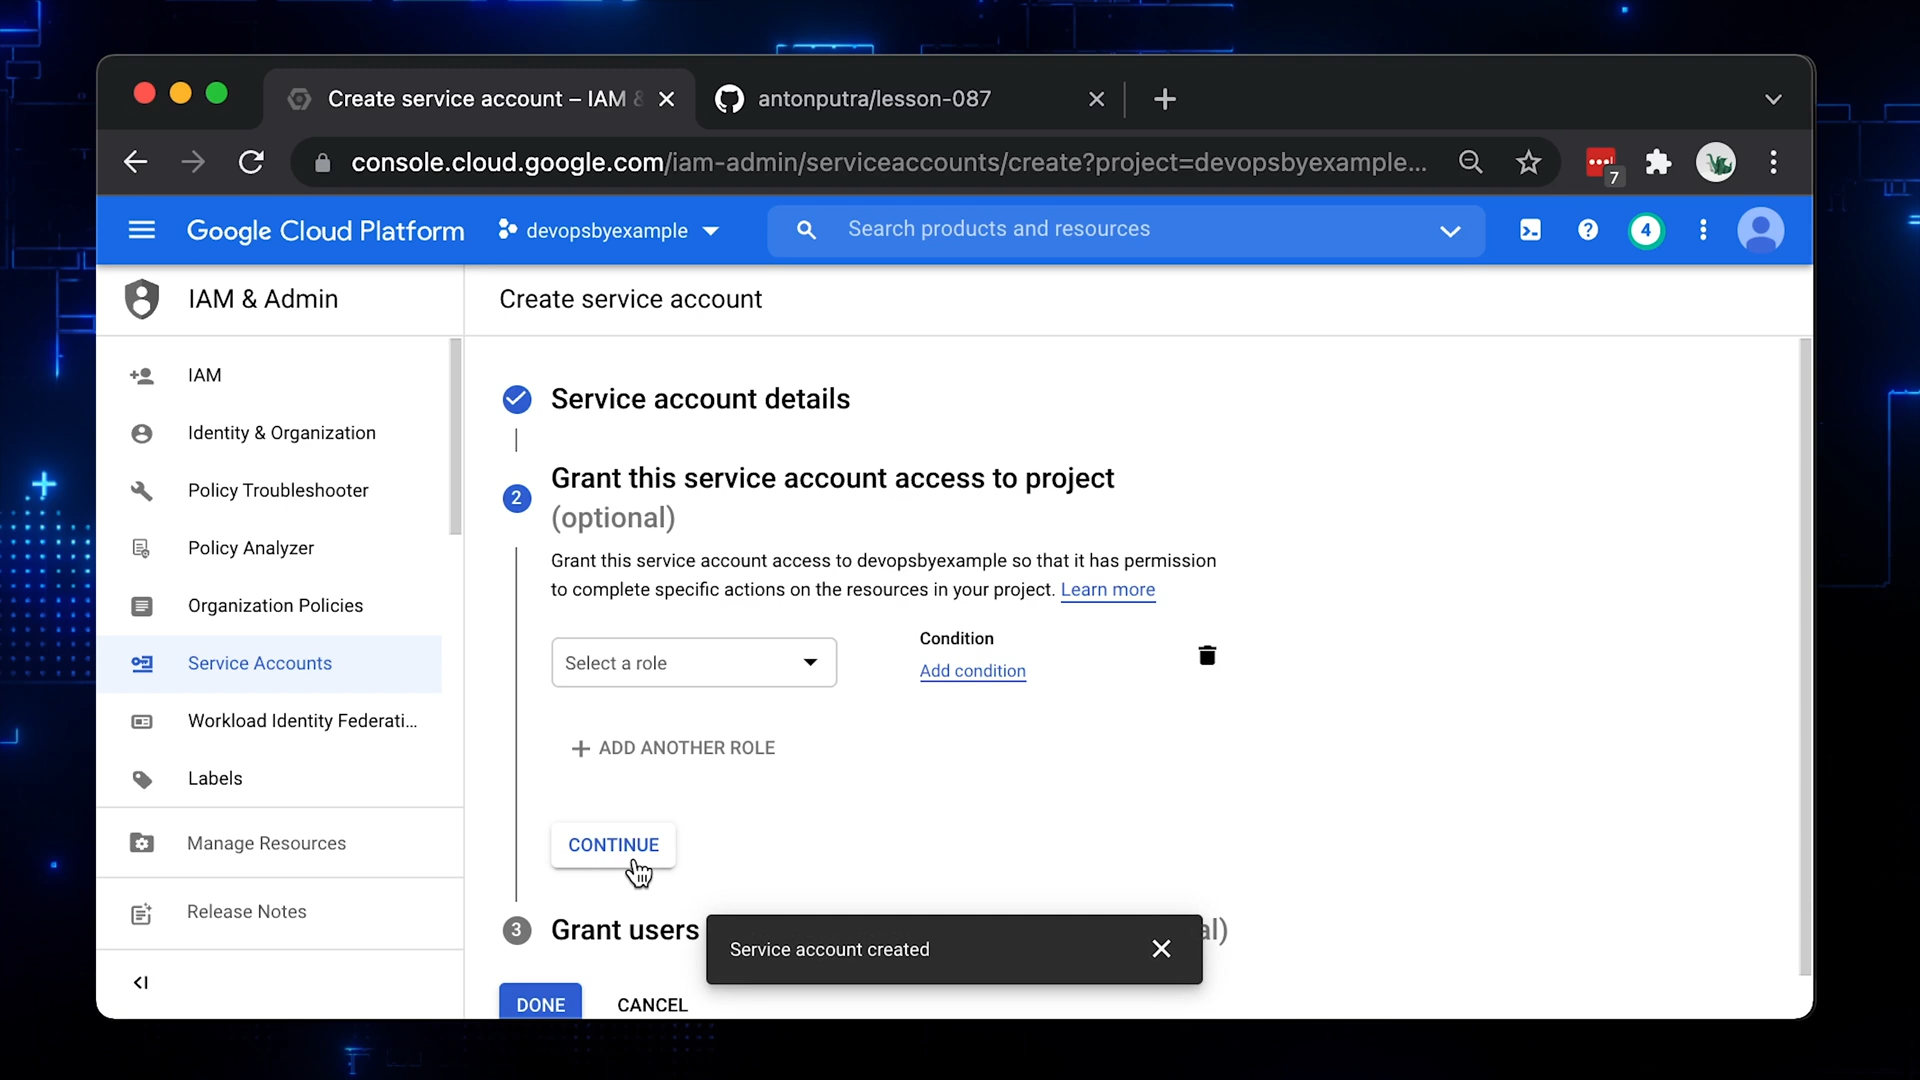 Create service account – IAM &
antonputra/lesson-087
console.cloud.google.com/iam-admin/serviceaccounts/create?project=devopsbyexample...
7
Google Cloud Platform
devopsbyexample
Search products and resources
4
IAM & Admin
Create service account
IAM
Identity & Organization
Policy Troubleshooter
Policy Analyzer
Organization Policies
Service Accounts
Workload Identity Federati...
Labels
Manage Resources
Release Notes
Service account details
2
Grant this service account access to project
(optional)
Grant this service account access to devopsbyexample so that it has permission
to complete specific actions on the resources in your project. Learn more
Select a role
Condition
Add condition
ADD ANOTHER ROLE
CONTINUE
3
Grant users
al)
Service account created
DONE
CANCEL